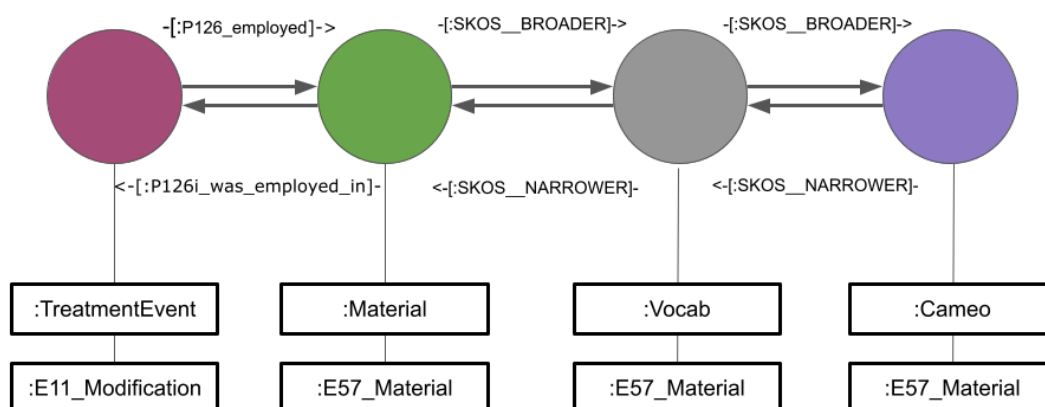 -[:P126_employed]->
-[:SKOS__BROADER]->
-[:SKOS__BROADER]->
<-[:P126i_was_employed_in]-
<-[:SKOS__NARROWER]-
<-[:SKOS__NARROWER]-
:TreatmentEvent
:Material
:Vocab
:Cameo
:E11_Modification
:E57_Material
:E57_Material
:E57_Material